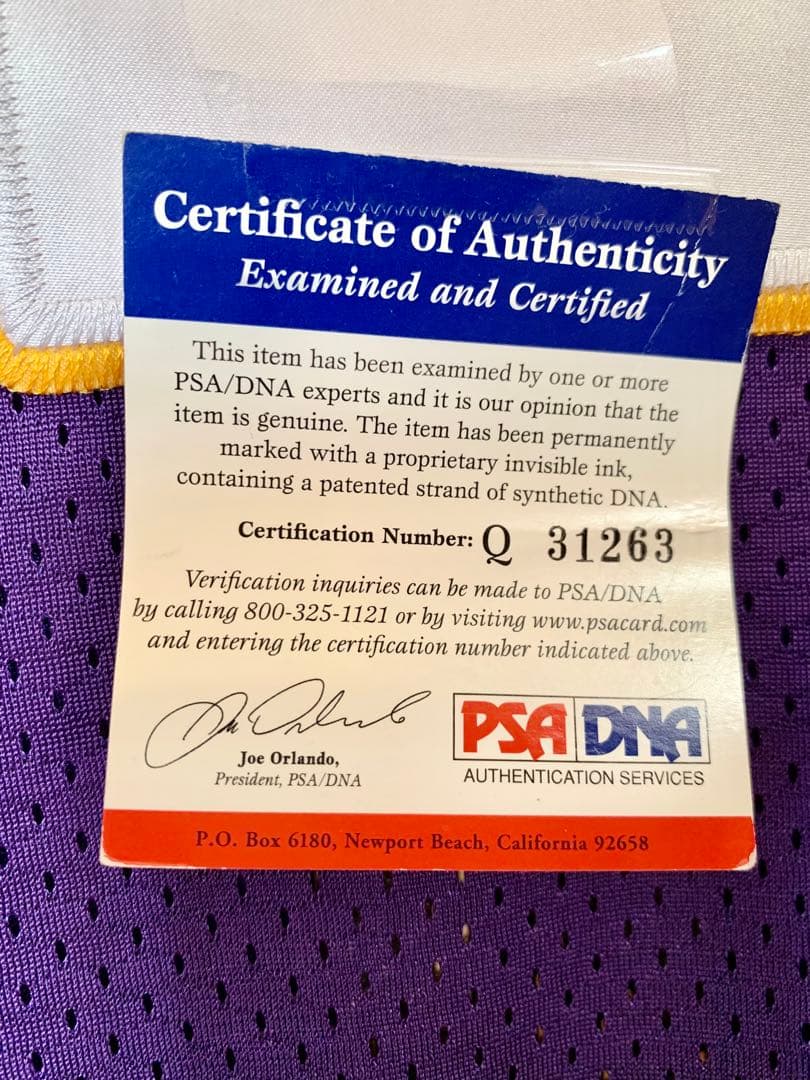 Certificate of Authenticity
Examined and Certified
This item has been examined by one or more
PSA/DNA experts and it is our opinion that the
item is genuine. The item has been permanently
marked with a proprietary invisible ink,
containing a patented strand of synthetic DNA.
Certification Number: Q 31263
Verification inquiries can be made to PSA/DNA
by calling 800-325-1121 or by visiting www.psacard.com
and entering the certification number indicated above.
Joe Orlando,
President, PSA/DNA
PSA DNA
AUTHENTICATION SERVICES
P.O. Box 6180, Newport Beach, California 92658